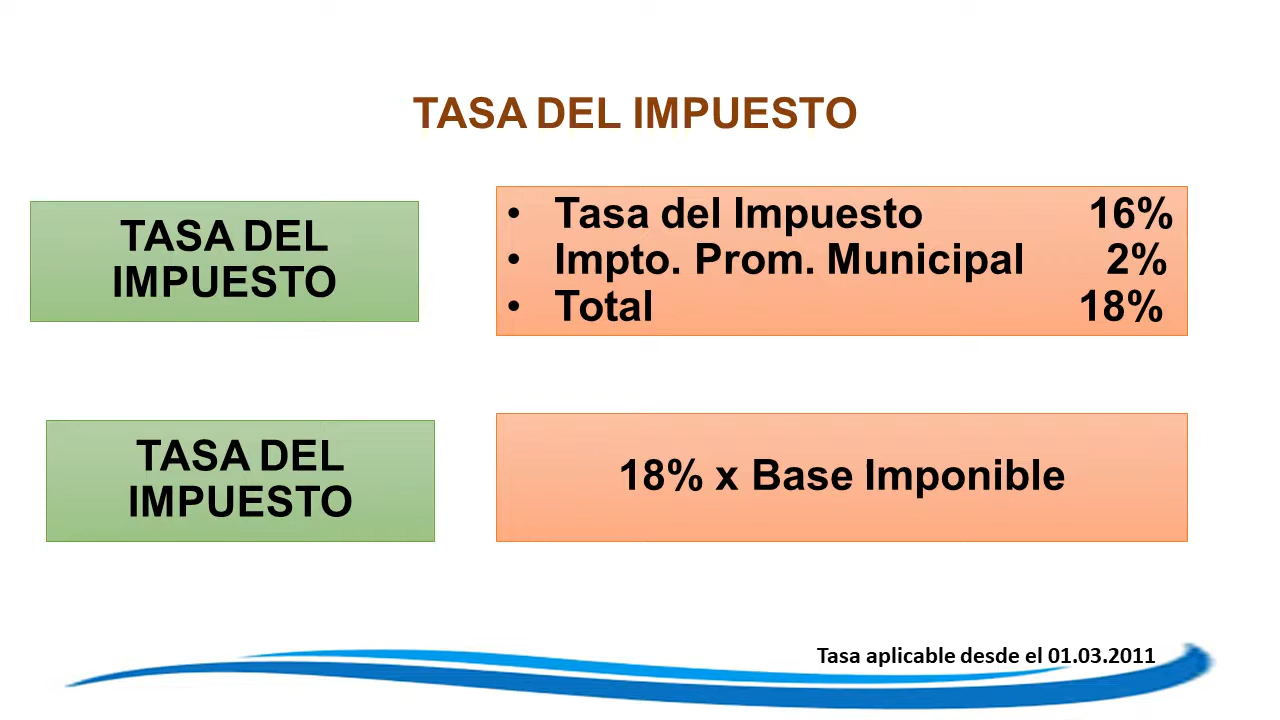 TASA DEL IMPUESTO
TASA DEL
IMPUESTO
• Tasa del Impuesto 16%
• Impto. Prom. Municipal 2%
• Total 18%
TASA DEL
IMPUESTO
18% x Base Imponible
Tasa aplicable desde el 01.03.2011